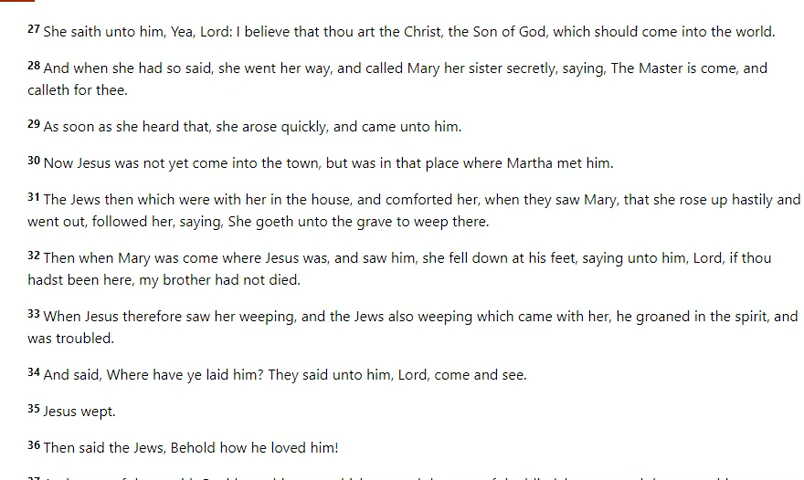 27 She saith unto him, Yea, Lord: I believe that thou art the Christ, the Son of God, which should come into the world.
28 And when she had so said, she went her way, and called Mary her sister secretly, saying, The Master is come, and
calleth for thee.
29 As soon as she heard that, she arose quickly, and came unto him.
30 Now Jesus was not yet come into the town, but was in that place where Martha met him.
31 The Jews then which were with her in the house, and comforted her, when they saw Mary, that she rose up hastily and
went out, followed her, saying, She goeth unto the grave to weep there.
32 Then when Mary was come where Jesus was, and saw him, she fell down at his feet, saying unto him, Lord, if thou
hadst been here, my brother had not died.
33 When Jesus therefore saw her weeping, and the Jews also weeping which came with her, he groaned in the spirit, and
was troubled.
34 And said, Where have ye laid him? They said unto him, Lord, come and see.
35 Jesus wept.
36 Then said the Jews, Behold how he loved him!